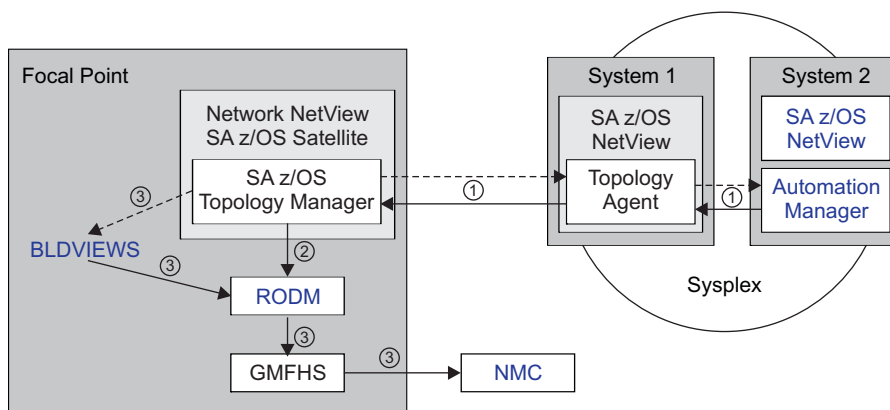 Focal Point
Network NetView
SA z/OS Satellite
SA z/OS
Topology Manager
③
BLDVIEWS
③
②
RODM
③
GMFHS
③
NMC
①
System 1
SA z/OS
NetView
Topology
Agent
①
System 2
SA z/OS
NetView
Automation
Manager
Sysplex